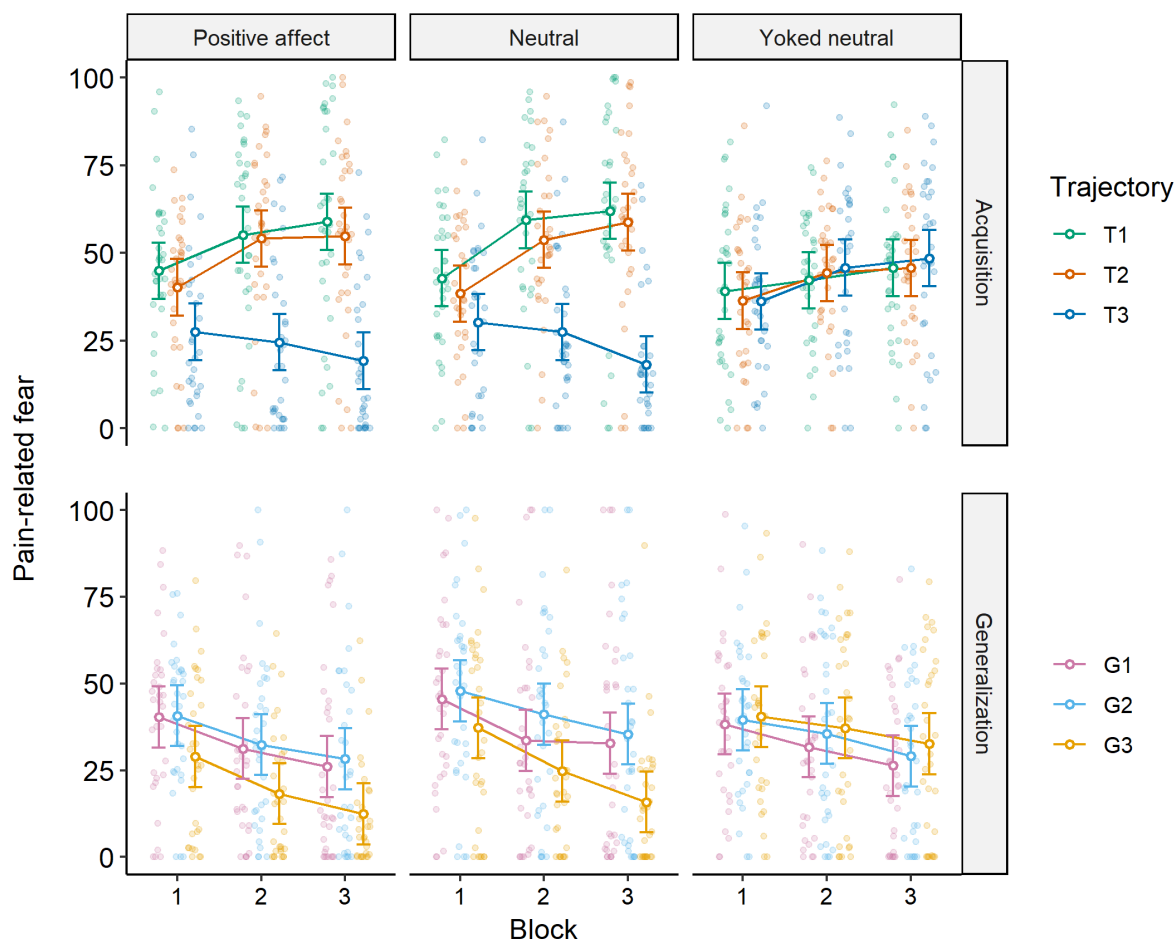 Positive affect
Neutral
Yoked neutral
Pain-related fear
100
75
50
25
0
Acquisition
100
75
50
25
0
Generalization
1 2 3
1 2 3
1 2 3
Block
Trajectory
T1
T2
T3
G1
G2
G3